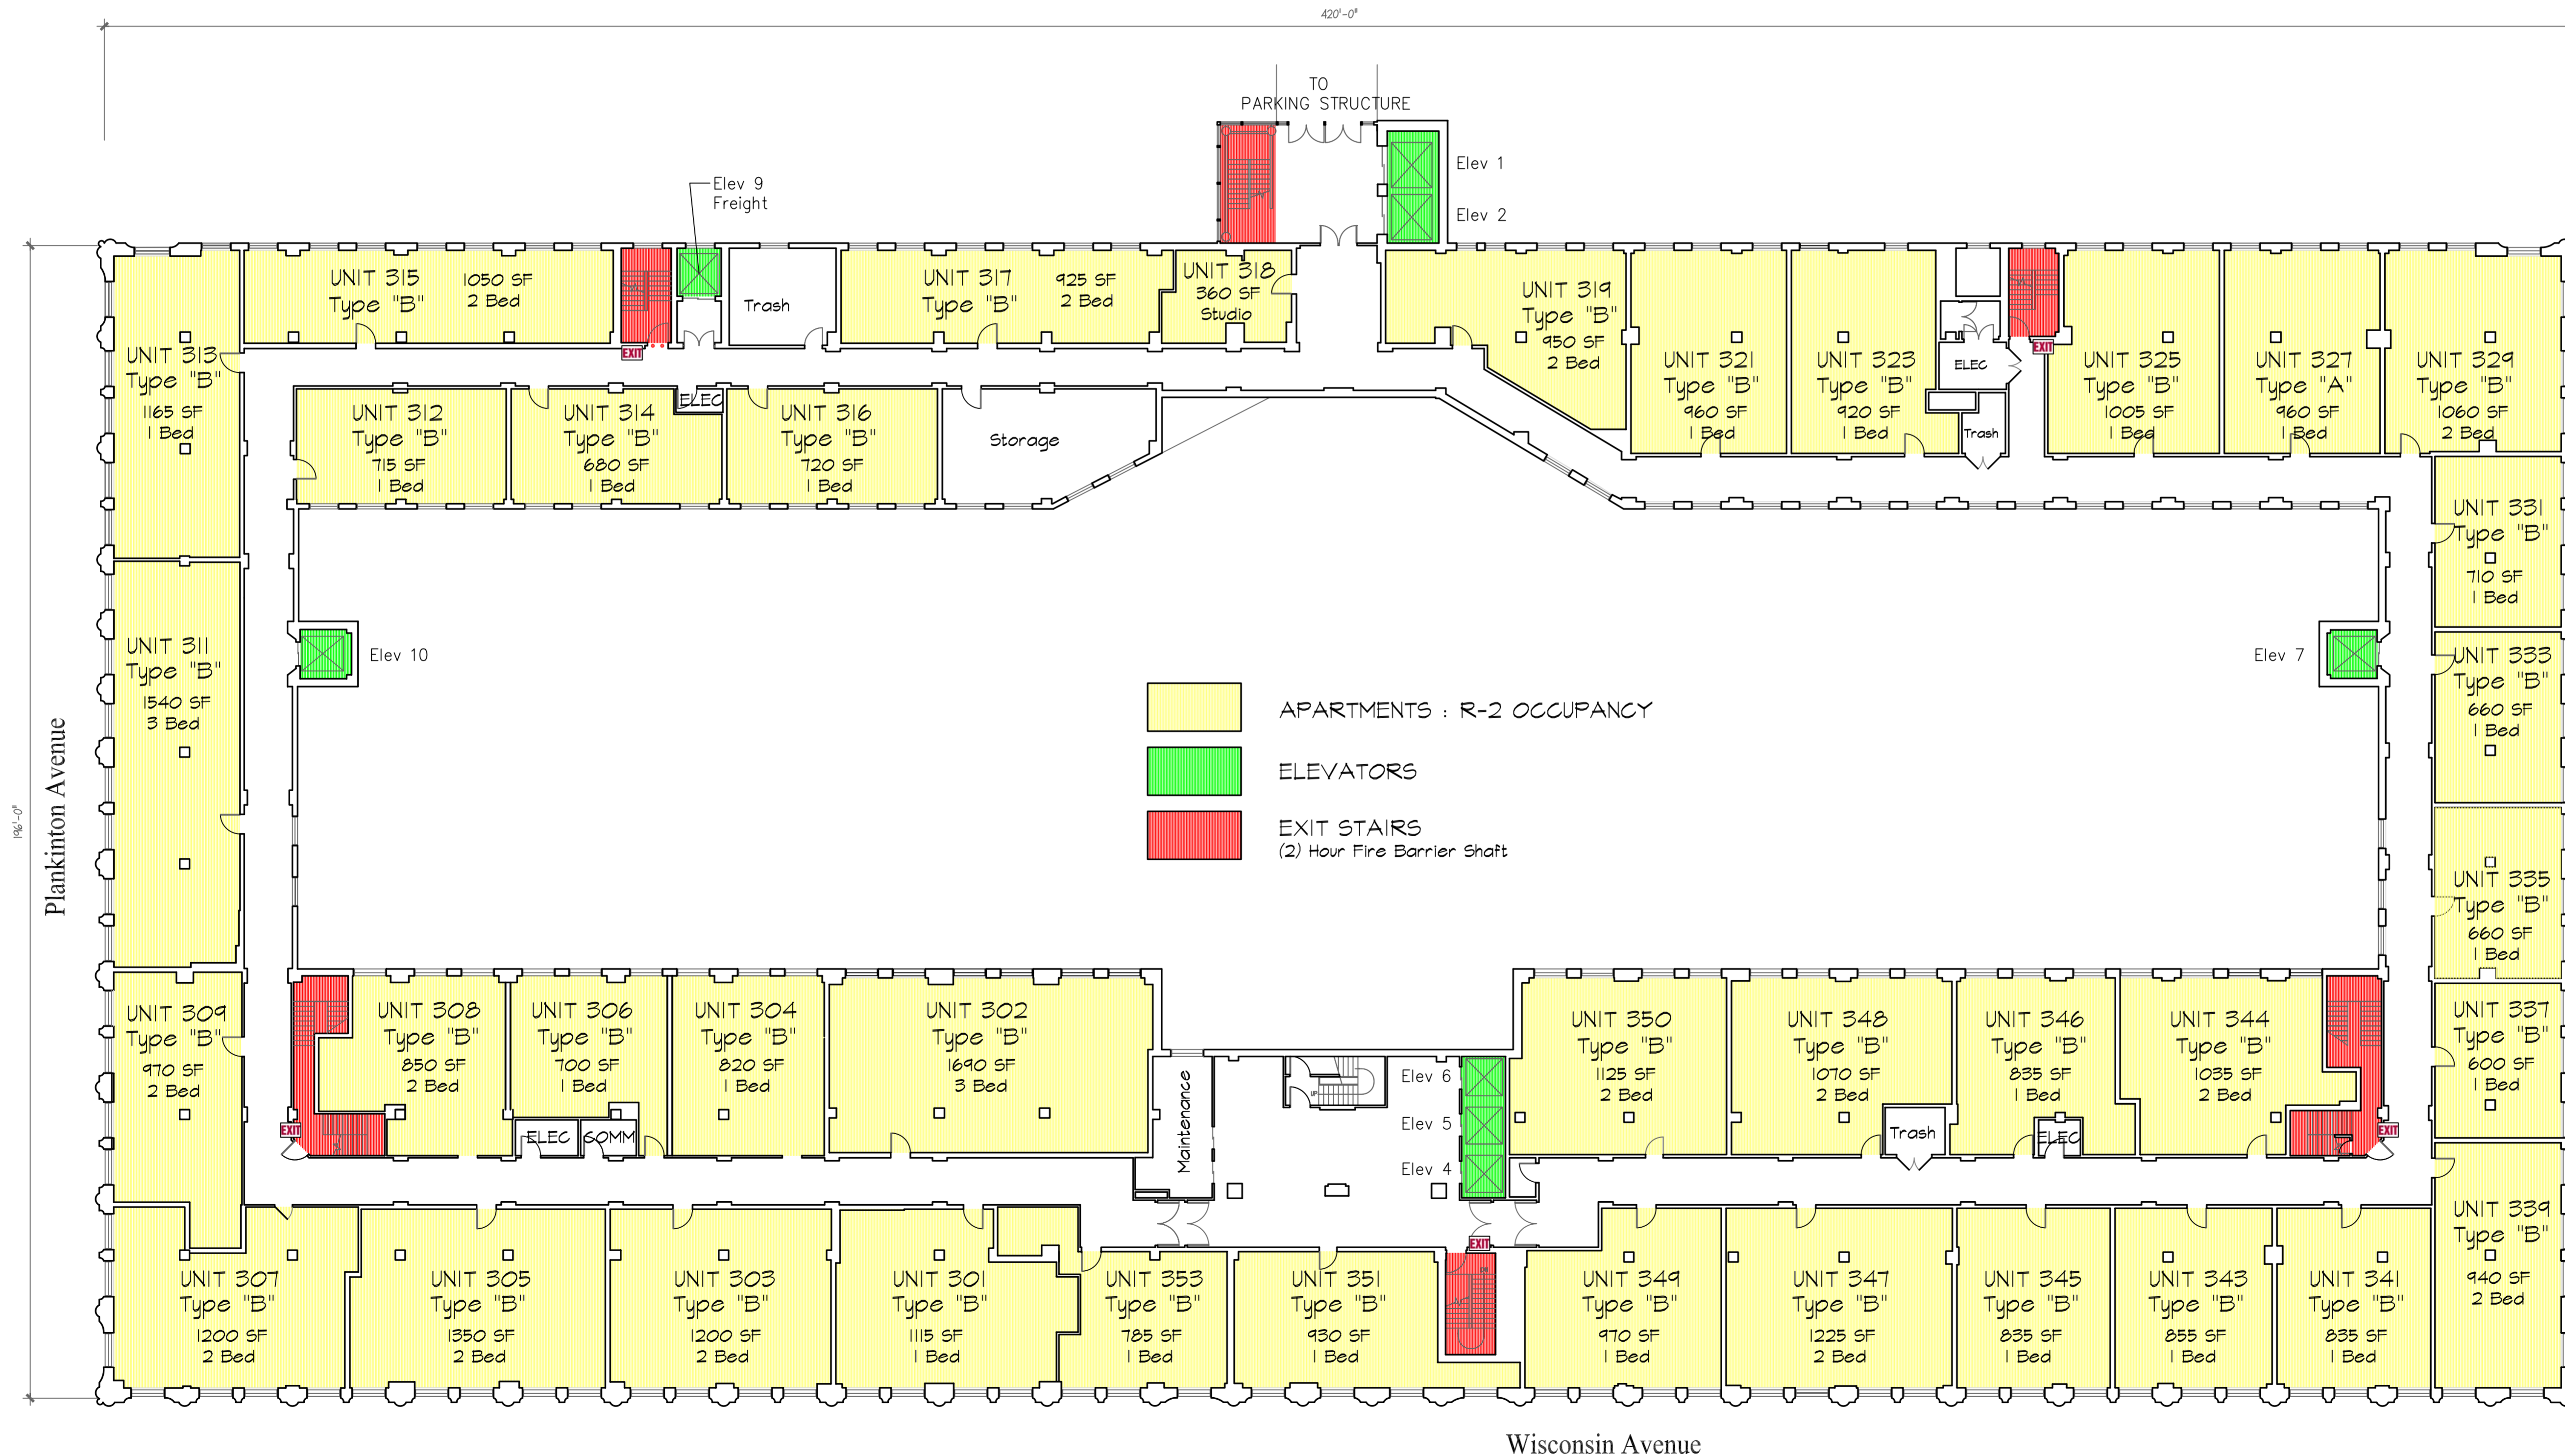 420'-0"
TO
PARKING STRUCTURE
Elev 1
Elev 2
Elev 9
Freight
UNIT 313
Type "B"
1165 SF
1 Bed
UNIT 315
Type "B"
1050 SF
2 Bed
EXIT
Trash
UNIT 317
Type "B"
925 SF
2 Bed
UNIT 318
360 SF
Studio
UNIT 319
Type "B"
950 SF
2 Bed
UNIT 321
Type "B"
960 SF
1 Bed
UNIT 323
Type "B"
920 SF
1 Bed
ELEC
Trash
EXIT
UNIT 325
Type "B"
1005 SF
1 Bed
UNIT 327
Type "A"
960 SF
1 Bed
UNIT 329
Type "B"
1060 SF
2 Bed
UNIT 312
Type "B"
715 SF
1 Bed
UNIT 314
Type "B"
680 SF
1 Bed
ELEC
UNIT 316
Type "B"
720 SF
1 Bed
Storage
UNIT 331
Type "B"
710 SF
1 Bed
UNIT 311
Type "B"
1540 SF
3 Bed
Elev 10
Elev 7
UNIT 333
Type "B"
660 SF
1 Bed
APARTMENTS : R-2 OCCUPANCY
ELEVATORS
EXIT STAIRS
(2) Hour Fire Barrier Shaft
Plankinton Avenue
196'-0"
UNIT 335
Type "B"
660 SF
1 Bed
UNIT 309
Type "B"
970 SF
2 Bed
EXIT
UNIT 308
Type "B"
850 SF
2 Bed
UNIT 306
Type "B"
700 SF
1 Bed
ELEC
COMM
UNIT 304
Type "B"
820 SF
1 Bed
UNIT 302
Type "B"
1690 SF
3 Bed
Maintenance
UP
Elev 6
Elev 5
Elev 4
UNIT 350
Type "B"
1125 SF
2 Bed
UNIT 348
Type "B"
1070 SF
2 Bed
Trash
UNIT 346
Type "B"
835 SF
1 Bed
ELEC
UNIT 344
Type "B"
1035 SF
2 Bed
EXIT
UNIT 337
Type "B"
600 SF
1 Bed
UNIT 339
Type "B"
940 SF
2 Bed
UNIT 307
Type "B"
1200 SF
2 Bed
UNIT 305
Type "B"
1350 SF
2 Bed
UNIT 303
Type "B"
1200 SF
2 Bed
UNIT 301
Type "B"
1115 SF
1 Bed
UNIT 353
Type "B"
785 SF
1 Bed
UNIT 351
Type "B"
930 SF
1 Bed
EXIT
UNIT 349
Type "B"
970 SF
1 Bed
UNIT 347
Type "B"
1225 SF
2 Bed
UNIT 345
Type "B"
835 SF
1 Bed
UNIT 343
Type "B"
855 SF
1 Bed
UNIT 341
Type "B"
835 SF
1 Bed
Wisconsin Avenue